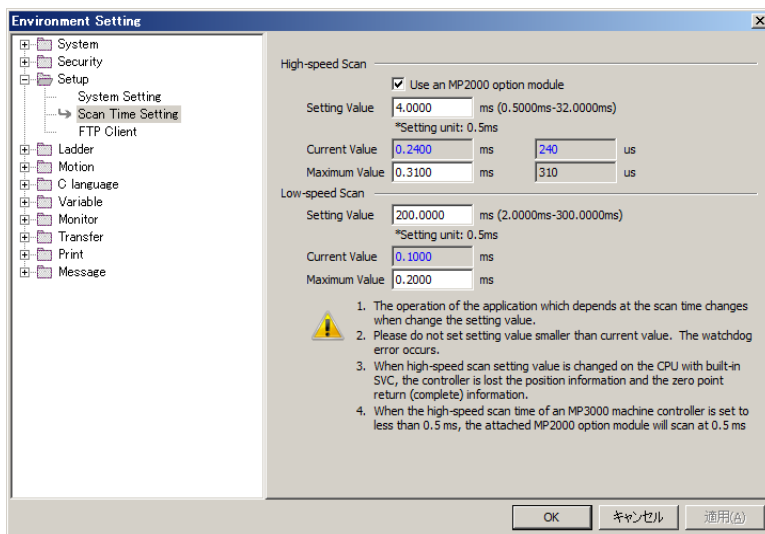 Environment Setting
System
Security
Setup
System Setting
Scan Time Setting
FTP Client
Ladder
Motion
C language
Variable
Monitor
Transfer
Print
Message
High-speed Scan
Use an MP2000 option module
Setting Value 4.0000 ms (0.5000ms-32.0000ms)
*Setting unit: 0.5ms
Current Value 0.2400 ms 240 us
Maximum Value 0.3100 ms 310 us
Low-speed Scan
Setting Value 200.0000 ms (2.0000ms-300.0000ms)
*Setting unit: 0.5ms
Current Value 0.1000 ms
Maximum Value 0.2000 ms
1. The operation of the application which depends at the scan time changes
when change the setting value.
2. Please do not set setting value smaller than current value. The watchdog
error occurs.
3. When high-speed scan setting value is changed on the CPU with built-in
SVC, the controller is lost the position information and the zero point
return (complete) information.
4. When the high-speed scan time of an MP3000 machine controller is set to
less than 0.5 ms, the attached MP2000 option module will scan at 0.5 ms
OK キャンセル 適用(A)